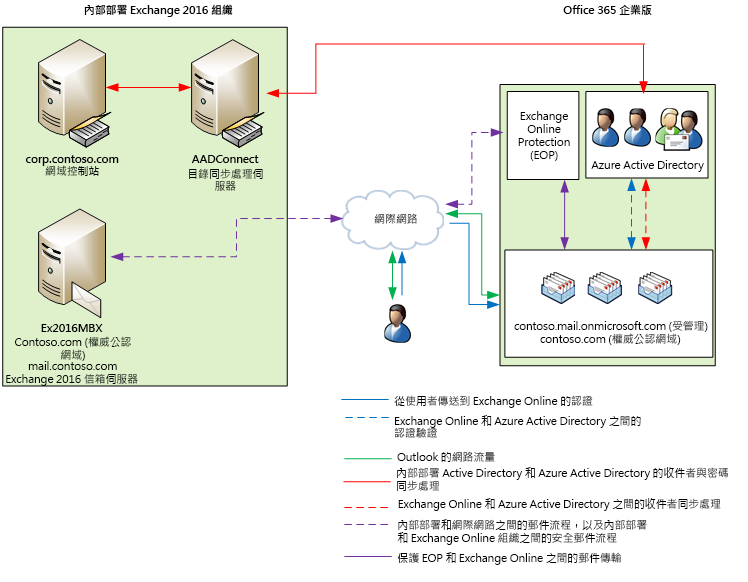 內部部署 Exchange 2016 組織
Office 365 企業版
corp.contoso.com
網域控制站
AADConnect
目錄同步處理伺
服器
Exchange
Online
Protection
(EOP)
Azure Active Directory
網際網路
Ex2016MBX
Contoso.com (權威公認
網域)
mail.contoso.com
Exchange 2016 信箱伺服器
contoso.mail.onmicrosoft.com (受管理)
contoso.com (權威公認網域)
從使用者傳送到 Exchange Online 的認證
Exchange Online 和 Azure Active Directory 之間的
認證驗證
Outlook 的網路流量
內部部署 Active Directory 和 Azure Active Directory 的收件者與密碼
同步處理
Exchange Online 和 Azure Active Directory 之間的收件者同步處理
內部部署和網際網路之間的郵件流程，以及內部部署
和 Exchange Online 組織之間的安全郵件流程
保護 EOP 和 Exchange Online 之間的郵件傳輸